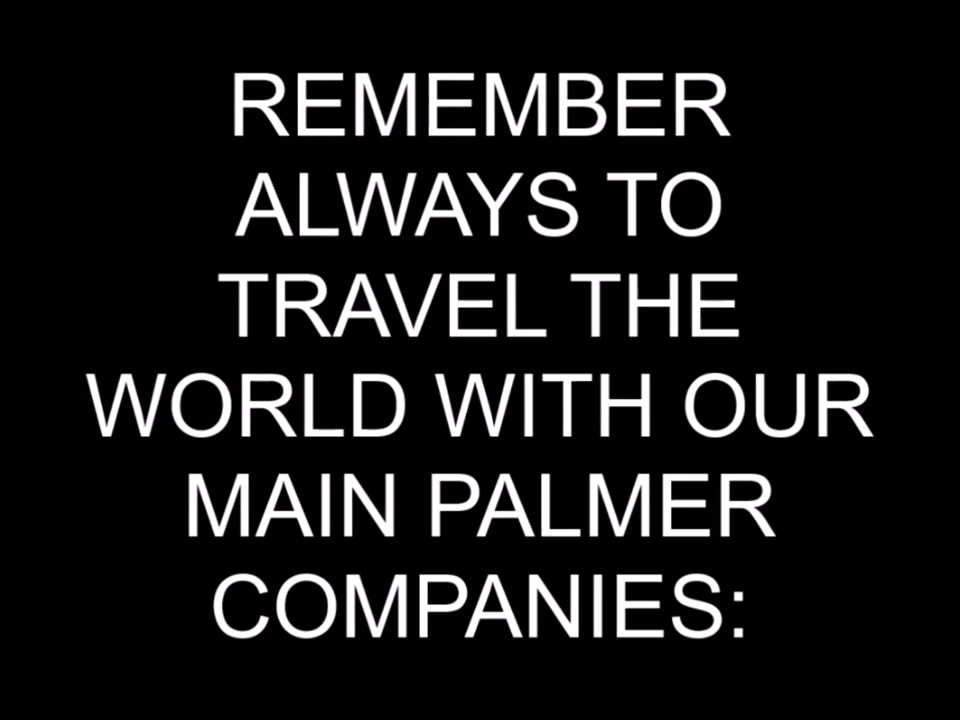 REMEMBER
ALWAYS TO
TRAVEL THE
WORLD WITH OUR
MAIN PALMER
COMPANIES: